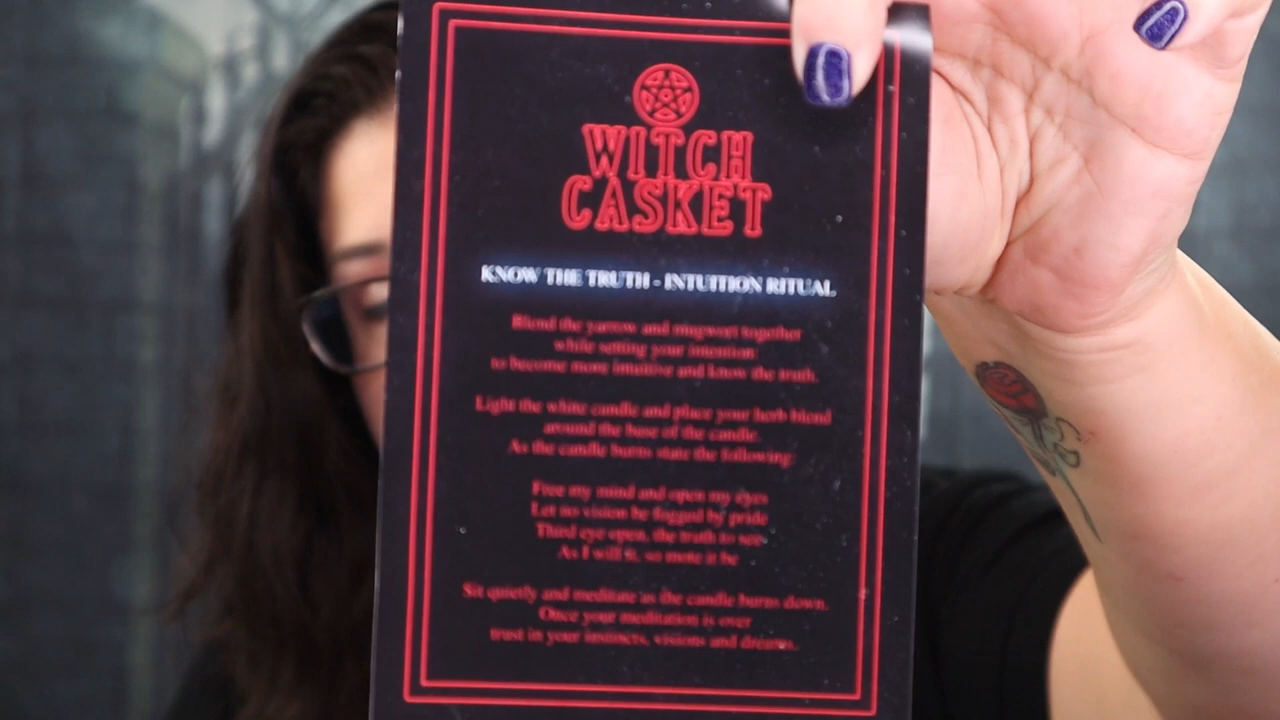 WITCH
CASKET
KNOW THE TRUTH - INTUITION RITUAL
Blend the yarrow and mugwort together
while setting your intention
to become more intuitive and know the truth.
Light the white candle and place your herb blend
around the base of the candle.
As the candle burns state the following:
Free my mind and open my eyes
Let no vision be fogged by pride
Third eye open, the truth to see
As I will it, so mote it be
Sit quietly and meditate as the candle burns down.
Once your meditation is over
trust in your instincts, visions and dreams.